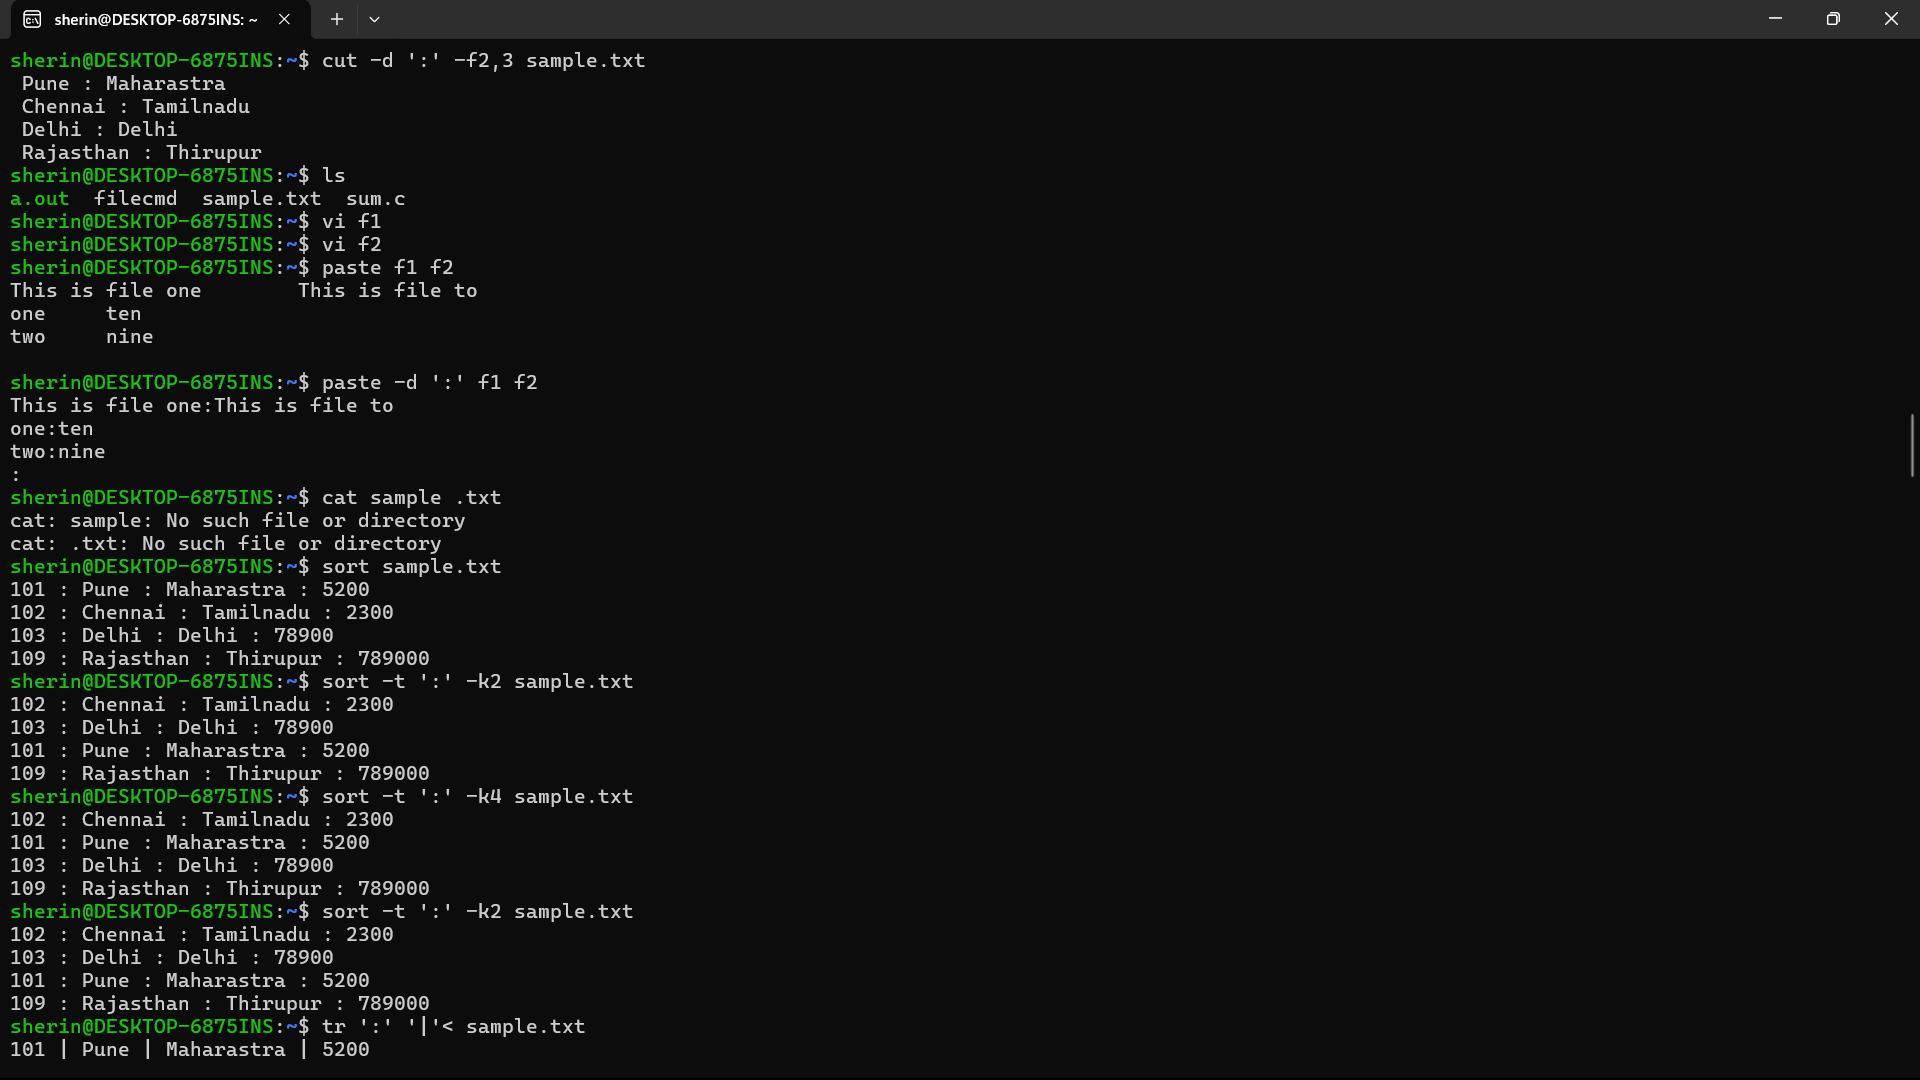 sherin@DESKTOP-6875INS: ~
sherin@DESKTOP-6875INS:~$ cut -d ':' -f2,3 sample.txt
 Pune : Maharastra
 Chennai : Tamilnadu
 Delhi : Delhi
 Rajasthan : Thirupur
sherin@DESKTOP-6875INS:~$ ls
a.out  filecmd  sample.txt  sum.c
sherin@DESKTOP-6875INS:~$ vi f1
sherin@DESKTOP-6875INS:~$ vi f2
sherin@DESKTOP-6875INS:~$ paste f1 f2
This is file one        This is file to
one     ten
two     nine

sherin@DESKTOP-6875INS:~$ paste -d ':' f1 f2
This is file one:This is file to
one:ten
two:nine
:
sherin@DESKTOP-6875INS:~$ cat sample .txt
cat: sample: No such file or directory
cat: .txt: No such file or directory
sherin@DESKTOP-6875INS:~$ sort sample.txt
101 : Pune : Maharastra : 5200
102 : Chennai : Tamilnadu : 2300
103 : Delhi : Delhi : 78900
109 : Rajasthan : Thirupur : 789000
sherin@DESKTOP-6875INS:~$ sort -t ':' -k2 sample.txt
102 : Chennai : Tamilnadu : 2300
103 : Delhi : Delhi : 78900
101 : Pune : Maharastra : 5200
109 : Rajasthan : Thirupur : 789000
sherin@DESKTOP-6875INS:~$ sort -t ':' -k4 sample.txt
102 : Chennai : Tamilnadu : 2300
101 : Pune : Maharastra : 5200
103 : Delhi : Delhi : 78900
109 : Rajasthan : Thirupur : 789000
sherin@DESKTOP-6875INS:~$ sort -t ':' -k2 sample.txt
102 : Chennai : Tamilnadu : 2300
103 : Delhi : Delhi : 78900
101 : Pune : Maharastra : 5200
109 : Rajasthan : Thirupur : 789000
sherin@DESKTOP-6875INS:~$ tr ':' '|'< sample.txt
101 | Pune | Maharastra | 5200